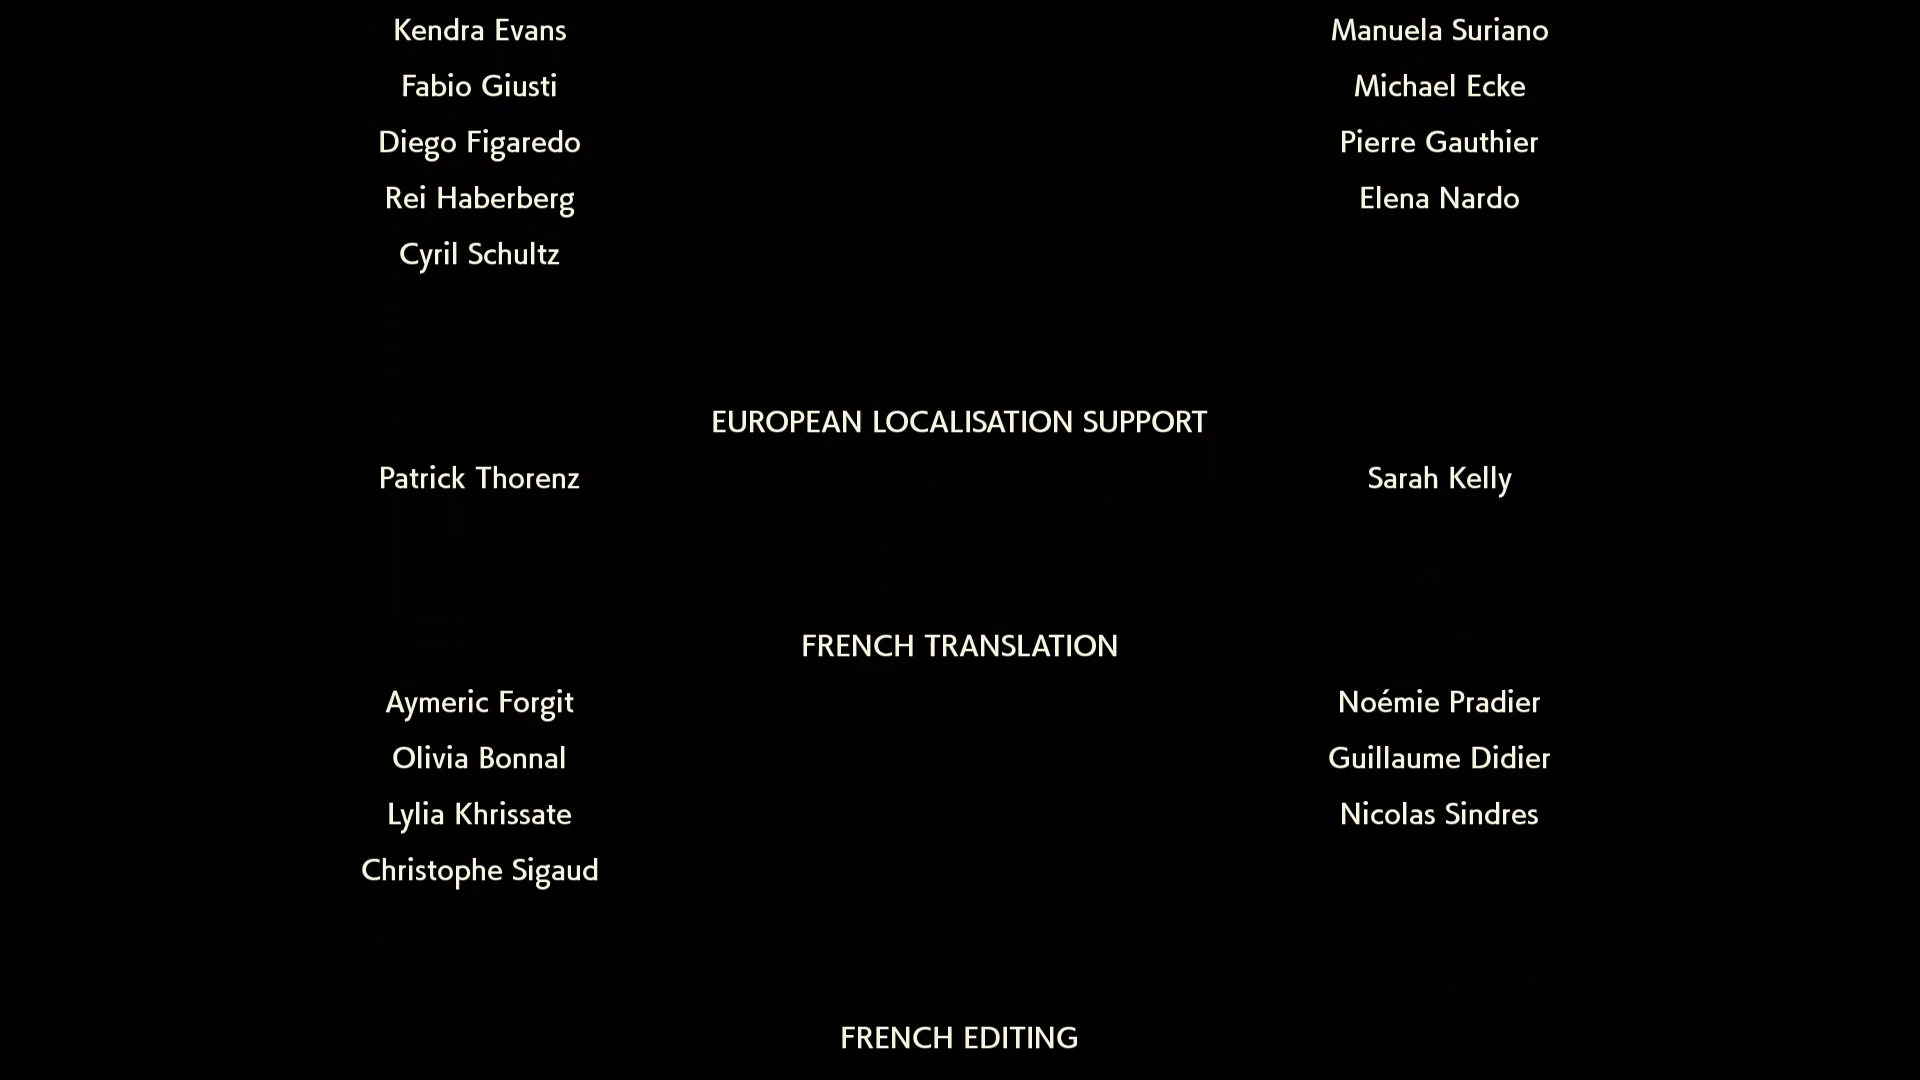 Kendra Evans Manuela Suriano
Fabio Giusti Michael Ecke
Diego Figaredo Pierre Gauthier
Rei Haberberg Elena Nardo
Cyril Schultz
EUROPEAN LOCALISATION SUPPORT
Patrick Thorenz Sarah Kelly
FRENCH TRANSLATION
Aymeric Forgit Noémie Pradier
Olivia Bonnal Guillaume Didier
Lylia Khrissate Nicolas Sindres
Christophe Sigaud
FRENCH EDITING